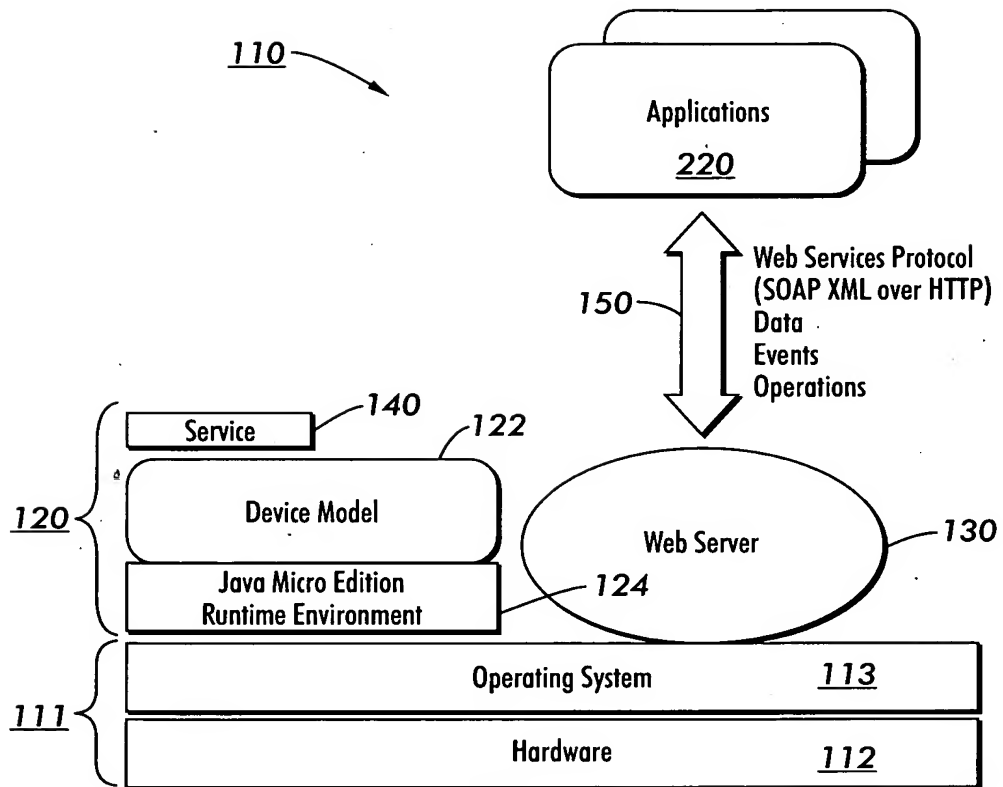 110
Applications
220
150
Web Services Protocol
(SOAP XML over HTTP)
Data
Events
Operations
140
Service
122
120
Device Model
Web Server
130
Java Micro Edition
Runtime Environment
124
Operating System
113
111
Hardware
112